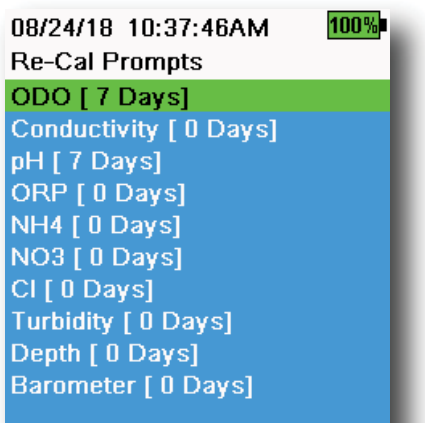 08/24/18 10:37:46AM 100%
Re-Cal Prompts
ODO [ 7 Days]
Conductivity [ 0 Days]
pH [ 7 Days]
ORP [ 0 Days]
NH4 [ 0 Days]
NO3 [ 0 Days]
Cl [ 0 Days]
Turbidity [ 0 Days]
Depth [ 0 Days]
Barometer [ 0 Days]